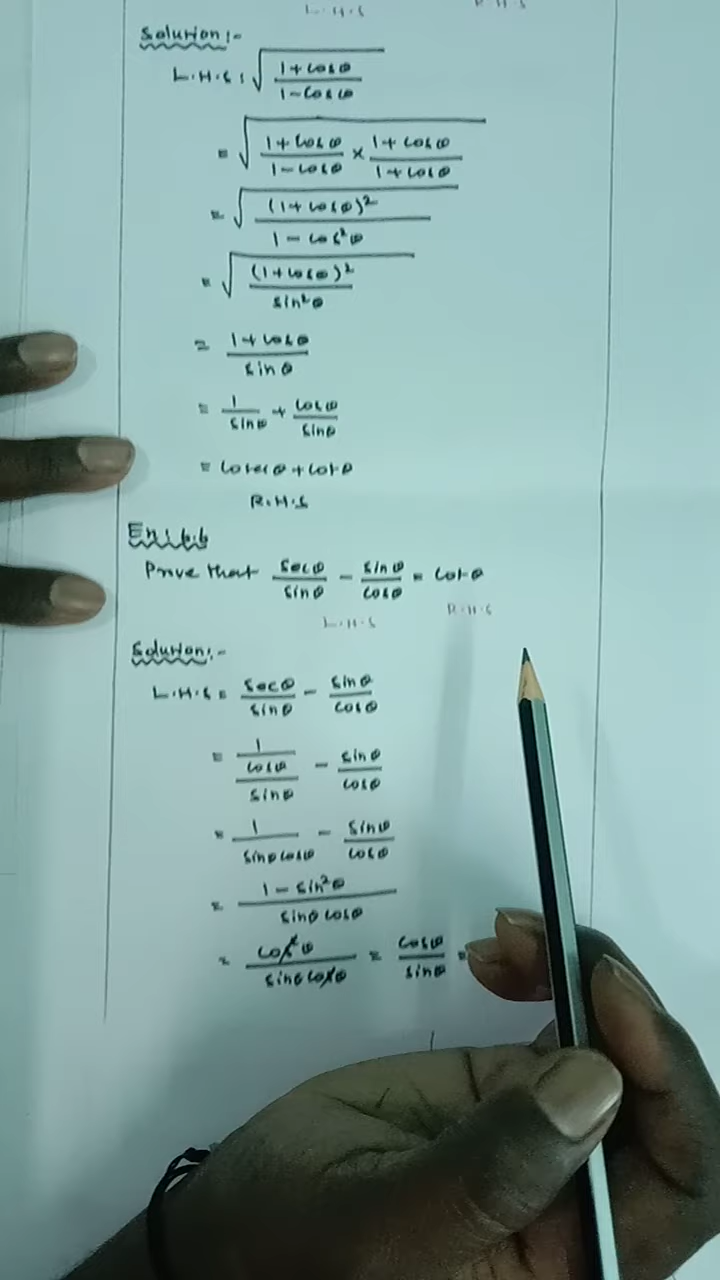 L.H.S R.H.S
Solution:-
L.H.S: √((1+cosθ)/(1-cosθ))
= √((1+cosθ)/(1-cosθ) × (1+cosθ)/(1+cosθ))
= √((1+cosθ)²/(1-cos²θ))
= √((1+cosθ)²/sin²θ)
= (1+cosθ)/sinθ
= 1/sinθ + cosθ/sinθ
= cosecθ + cotθ
R.H.S
Prove that secθ/sinθ - sinθ/cosθ = cotθ
L.H.S R.H.S
Solution:-
L.H.S = secθ/sinθ - sinθ/cosθ
= (1/cosθ)/sinθ - sinθ/cosθ
= 1/(sinθ cosθ) - sinθ/cosθ
= (1-sin²θ)/(sinθ cosθ)
= cos²θ/(sinθ cosθ) = cosθ/sinθ =